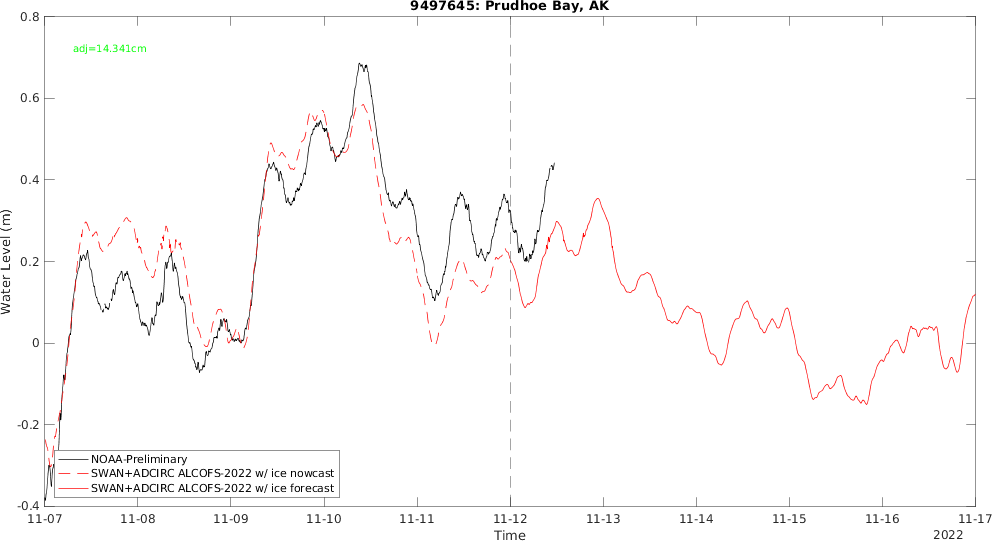 9497645: Prudhoe Bay, AK
adj=14.341cm
Water Level (m)
0.8
0.6
0.4
0.2
0
-0.2
-0.4
NOAA-Preliminary
SWAN+ADCIRC ALCOFS-2022 w/ ice nowcast
SWAN+ADCIRC ALCOFS-2022 w/ ice forecast
11-07 11-08 11-09 11-10 11-11 11-12 11-13 11-14 11-15 11-16 11-17
Time
2022